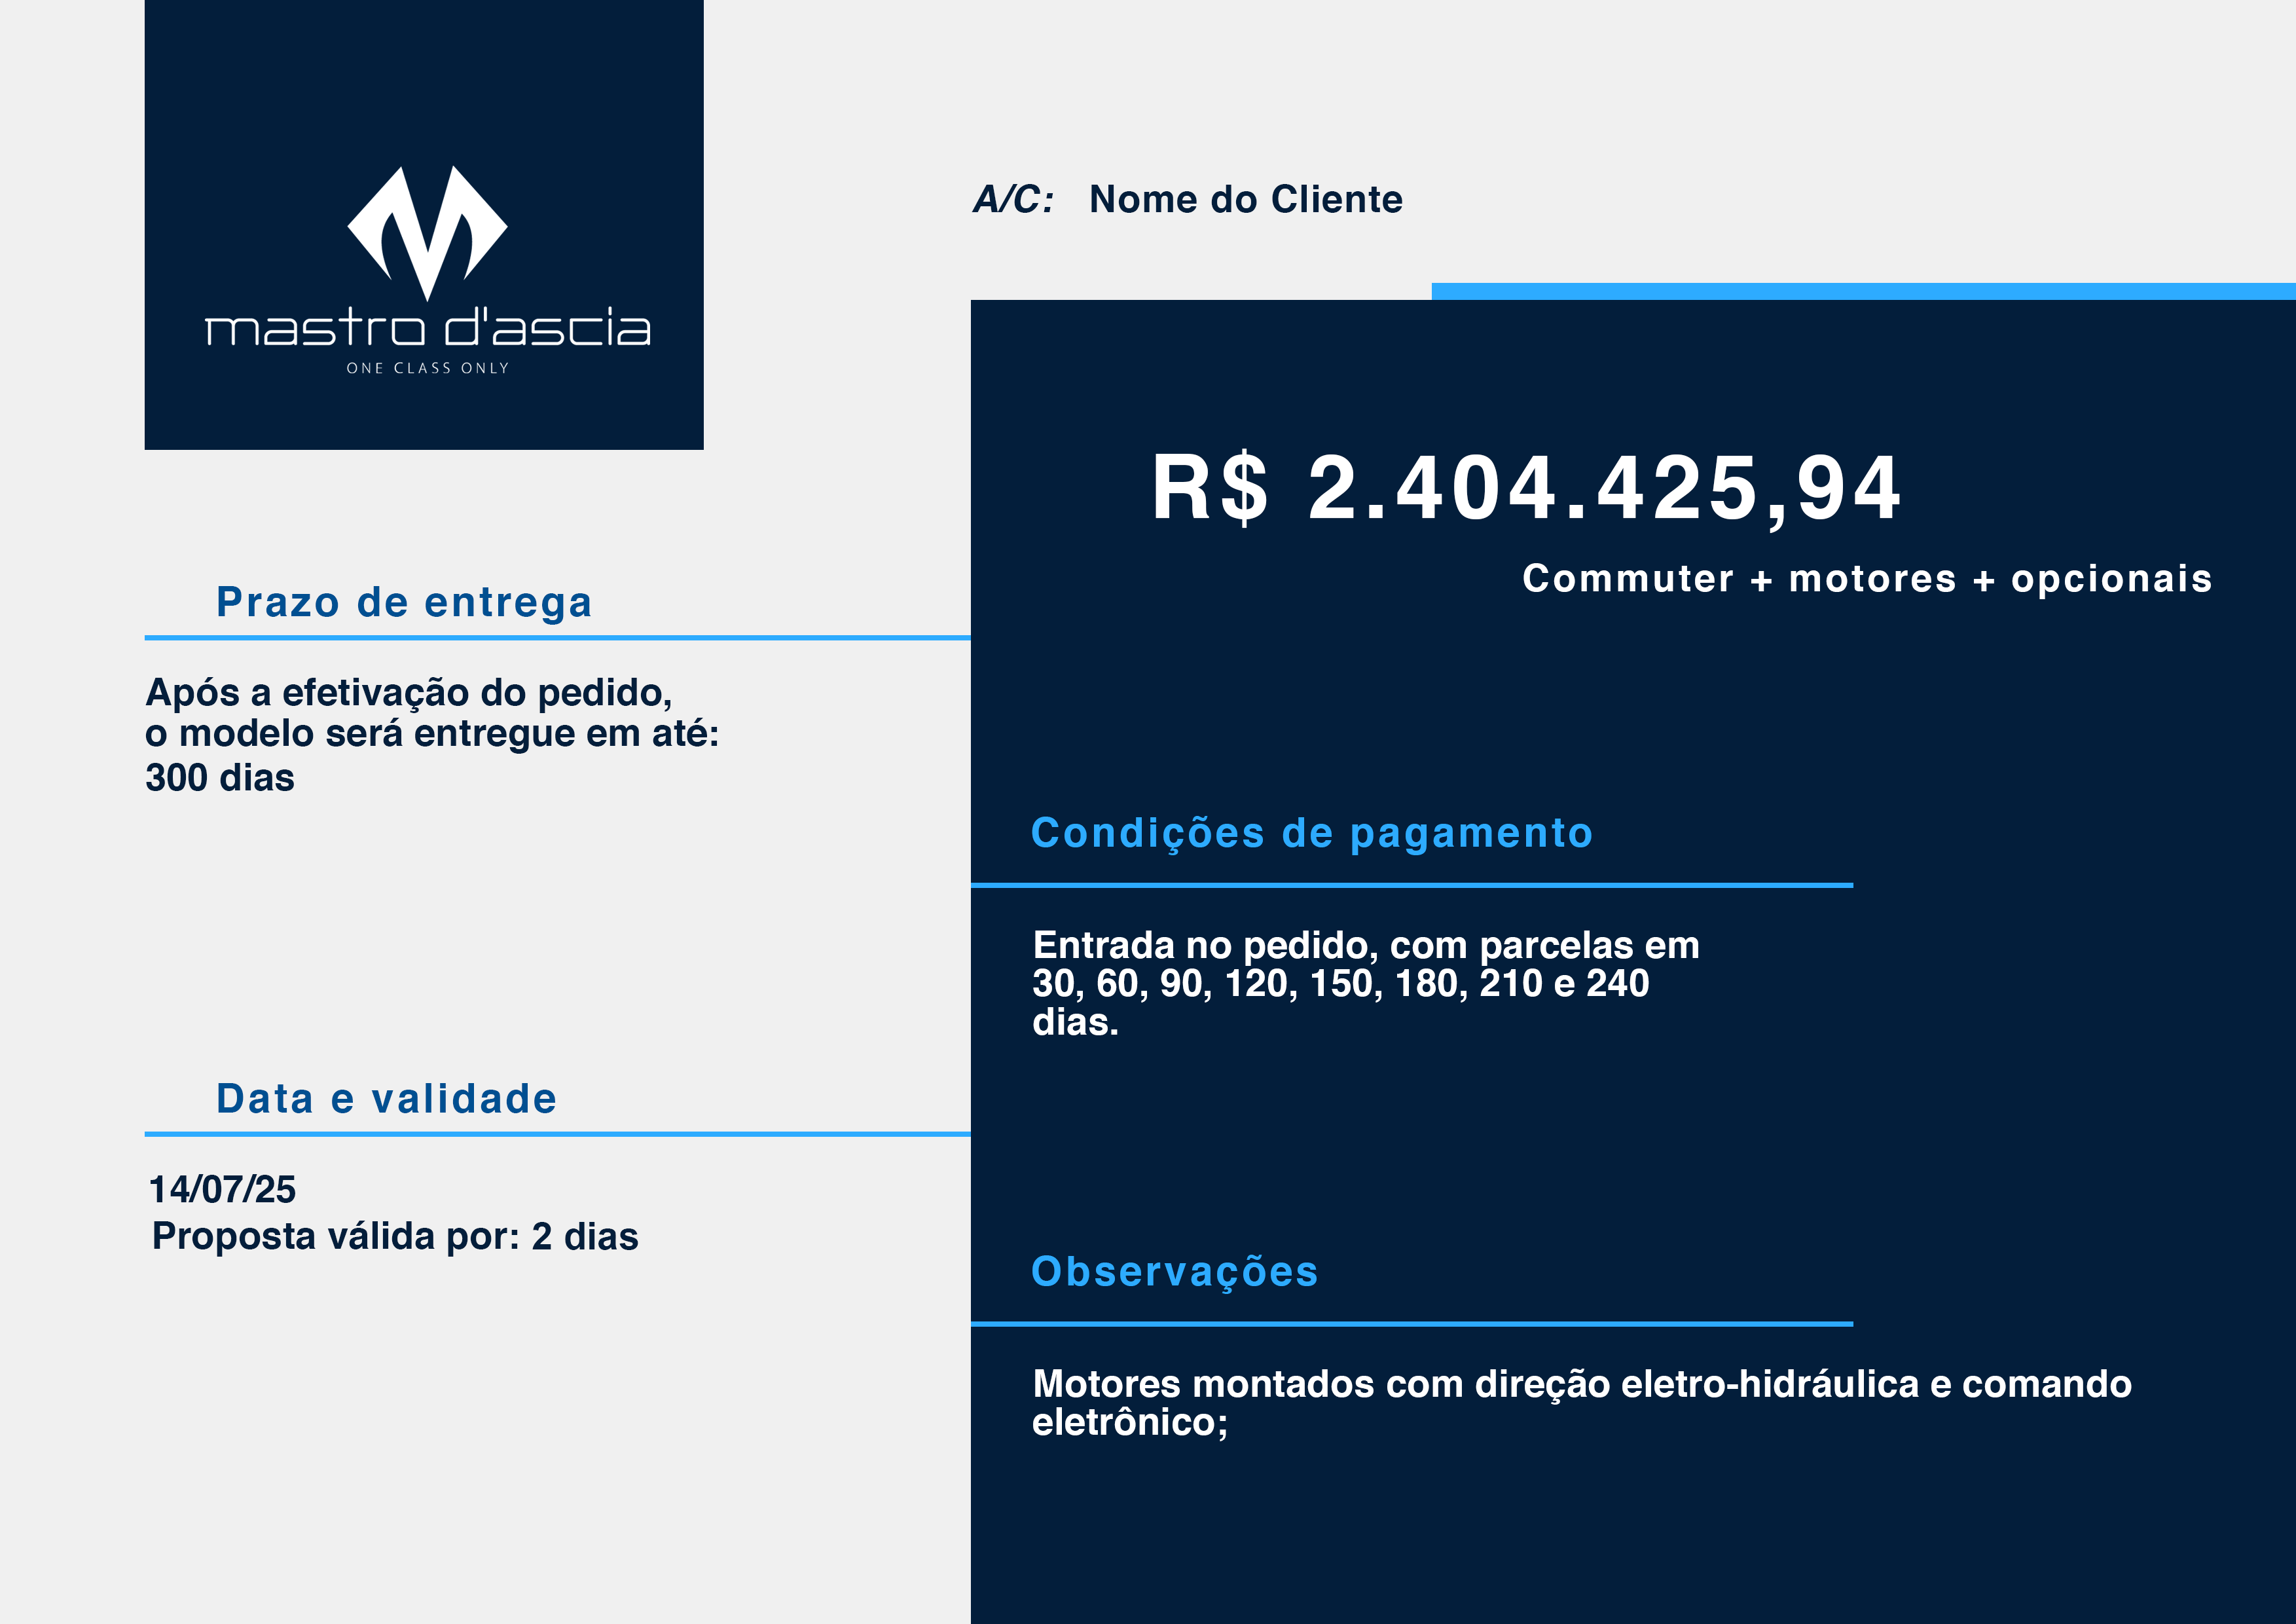 mastro d'ascia
ONE CLASS ONLY
A/C: Nome do Cliente
R$ 2.404.425,94
Commuter + motores + opcionais
Prazo de entrega
Após a efetivação do pedido,
o modelo será entregue em até:
300 dias
Condições de pagamento
Entrada no pedido, com parcelas em
30, 60, 90, 120, 150, 180, 210 e 240
dias.
Data e validade
14/07/25
Proposta válida por: 2 dias
Observações
Motores montados com direção eletro-hidráulica e comando
eletrônico;